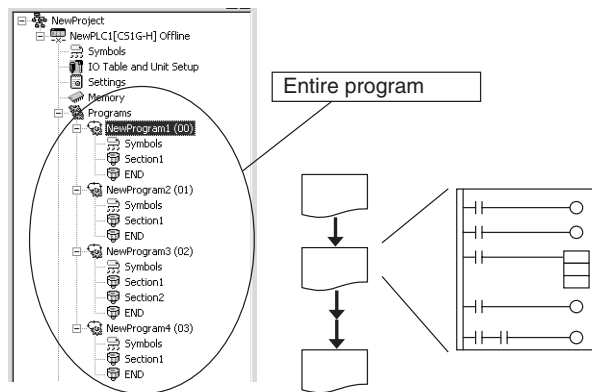 NewProject
NewPLC1[CS1G-H] Offline
Symbols
IO Table and Unit Setup
Settings
Memory
Programs
NewProgram1 (00)
Symbols
Section1
END
NewProgram2 (01)
Symbols
Section1
END
NewProgram3 (02)
Symbols
Section1
Section2
END
NewProgram4 (03)
Symbols
Section1
END
Entire program